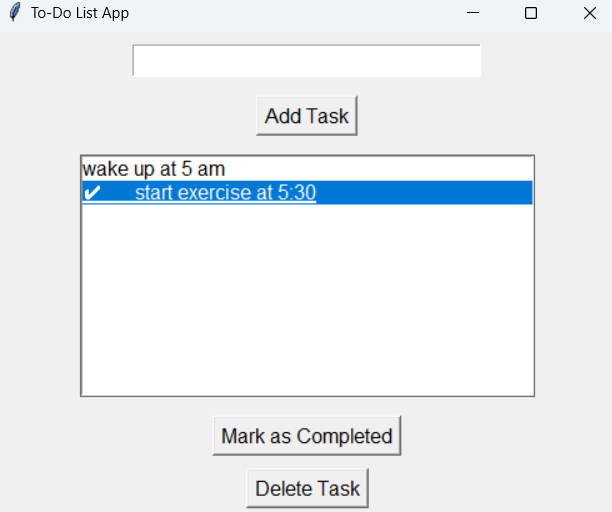 To-Do List App
Add Task
wake up at 5 am
✔ start exercise at 5:30
Mark as Completed
Delete Task